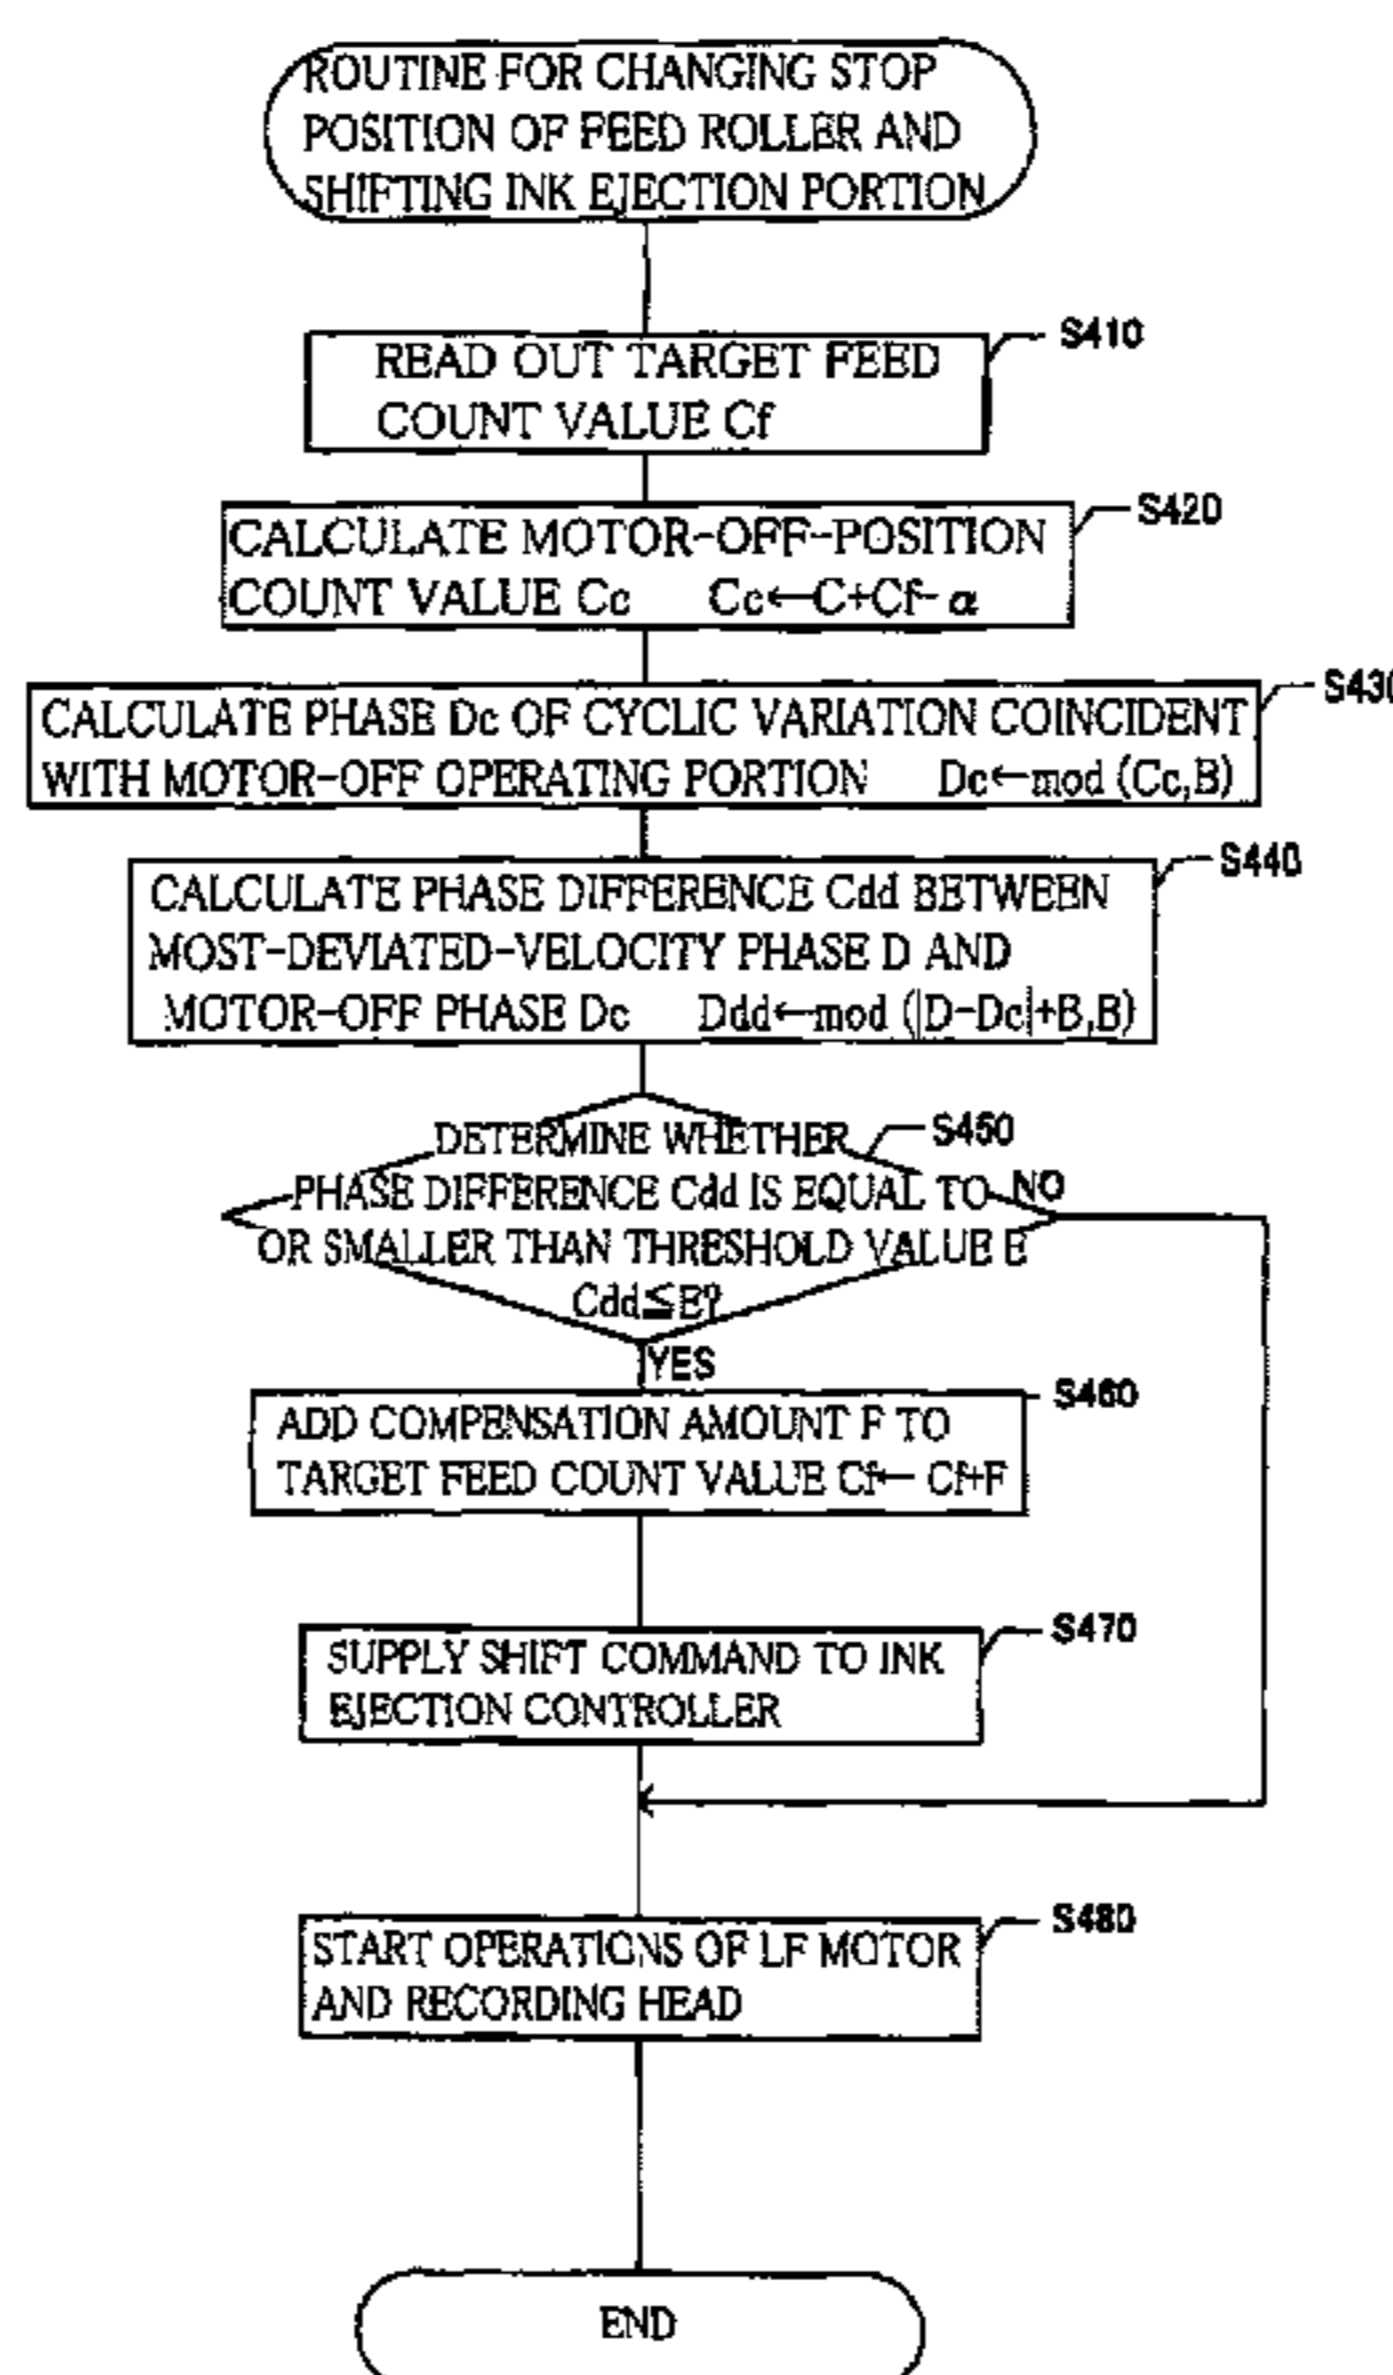 ROUTINE FOR CHANGING STOP
POSITION OF FEED ROLLER AND
SHIFTING INK EJECTION PORTION
S410
READ OUT TARGET FEED
COUNT VALUE Cf
S420
CALCULATE MOTOR-OFF-POSITION
COUNT VALUE Cc Cc←C+Cf-α
S430
CALCULATE PHASE Dc OF CYCLIC VARIATION COINCIDENT
WITH MOTOR-OFF OPERATING PORTION Dc←mod (Cc,B)
S440
CALCULATE PHASE DIFFERENCE Cdd BETWEEN
MOST-DEVIATED-VELOCITY PHASE D AND
MOTOR-OFF PHASE Dc Ddd←mod (|D-Dc|+B,B)
S450
DETERMINE WHETHER
PHASE DIFFERENCE Cdd IS EQUAL TO
OR SMALLER THAN THRESHOLD VALUE E
Cdd≦E?
NO
YES
S460
ADD COMPENSATION AMOUNT F TO
TARGET FEED COUNT VALUE Cf← Cf+F
S470
SUPPLY SHIFT COMMAND TO INK
EJECTION CONTROLLER
S480
START OPERATIONS OF LF MOTOR
AND RECORDING HEAD
END